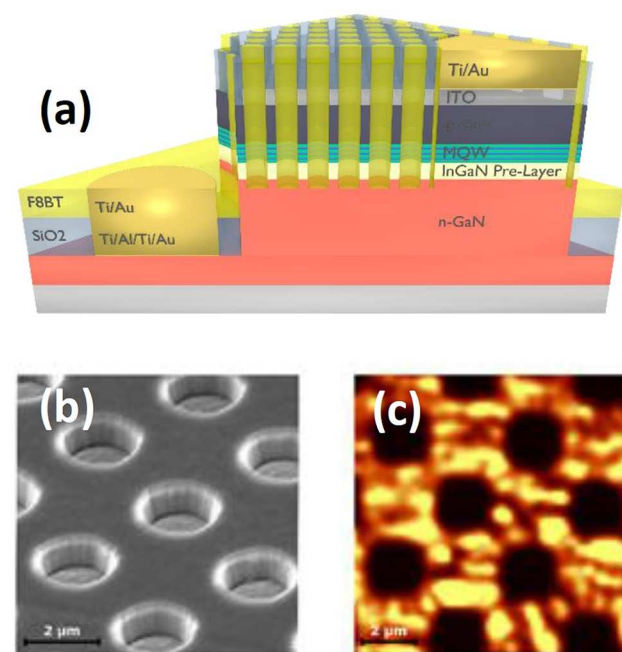 (a)
Ti/Au
ITO
MQW
InGaN Pre-Layer
F8BT
Ti/Au
SiO2
Ti/Al/Ti/Au
n-GaN
(b)
(c)
2 μm
2 μm